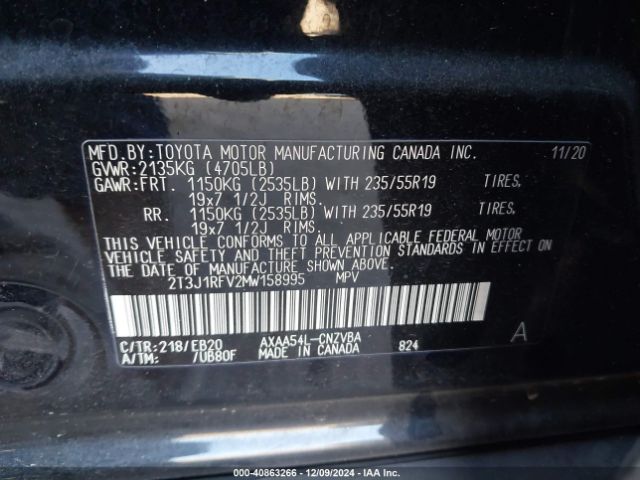 MFD.BY:TOYOTA MOTOR MANUFACTURING CANADA INC. 11/20
GVWR:2135KG (4705LB)
GAWR:FRT. 1150KG (2535LB) WITH 235/55R19 TIRES,
19x7 1/2J RIMS.
RR. 1150KG (2535LB) WITH 235/55R19 TIRES,
19x7 1/2J RIMS.
THIS VEHICLE CONFORMS TO ALL APPLICABLE FEDERAL MOTOR
VEHICLE SAFETY AND THEFT PREVENTION STANDARDS IN EFFECT ON
THE DATE OF MANUFACTURE SHOWN ABOVE.
2T3J1RFV2MW158995 MPV
C/TR:218/EB20 AXAA54L-CNZVBA 824 A
A/TM: /UB80F MADE IN CANADA
000-40863266 - 12/09/2024 - IAA Inc.